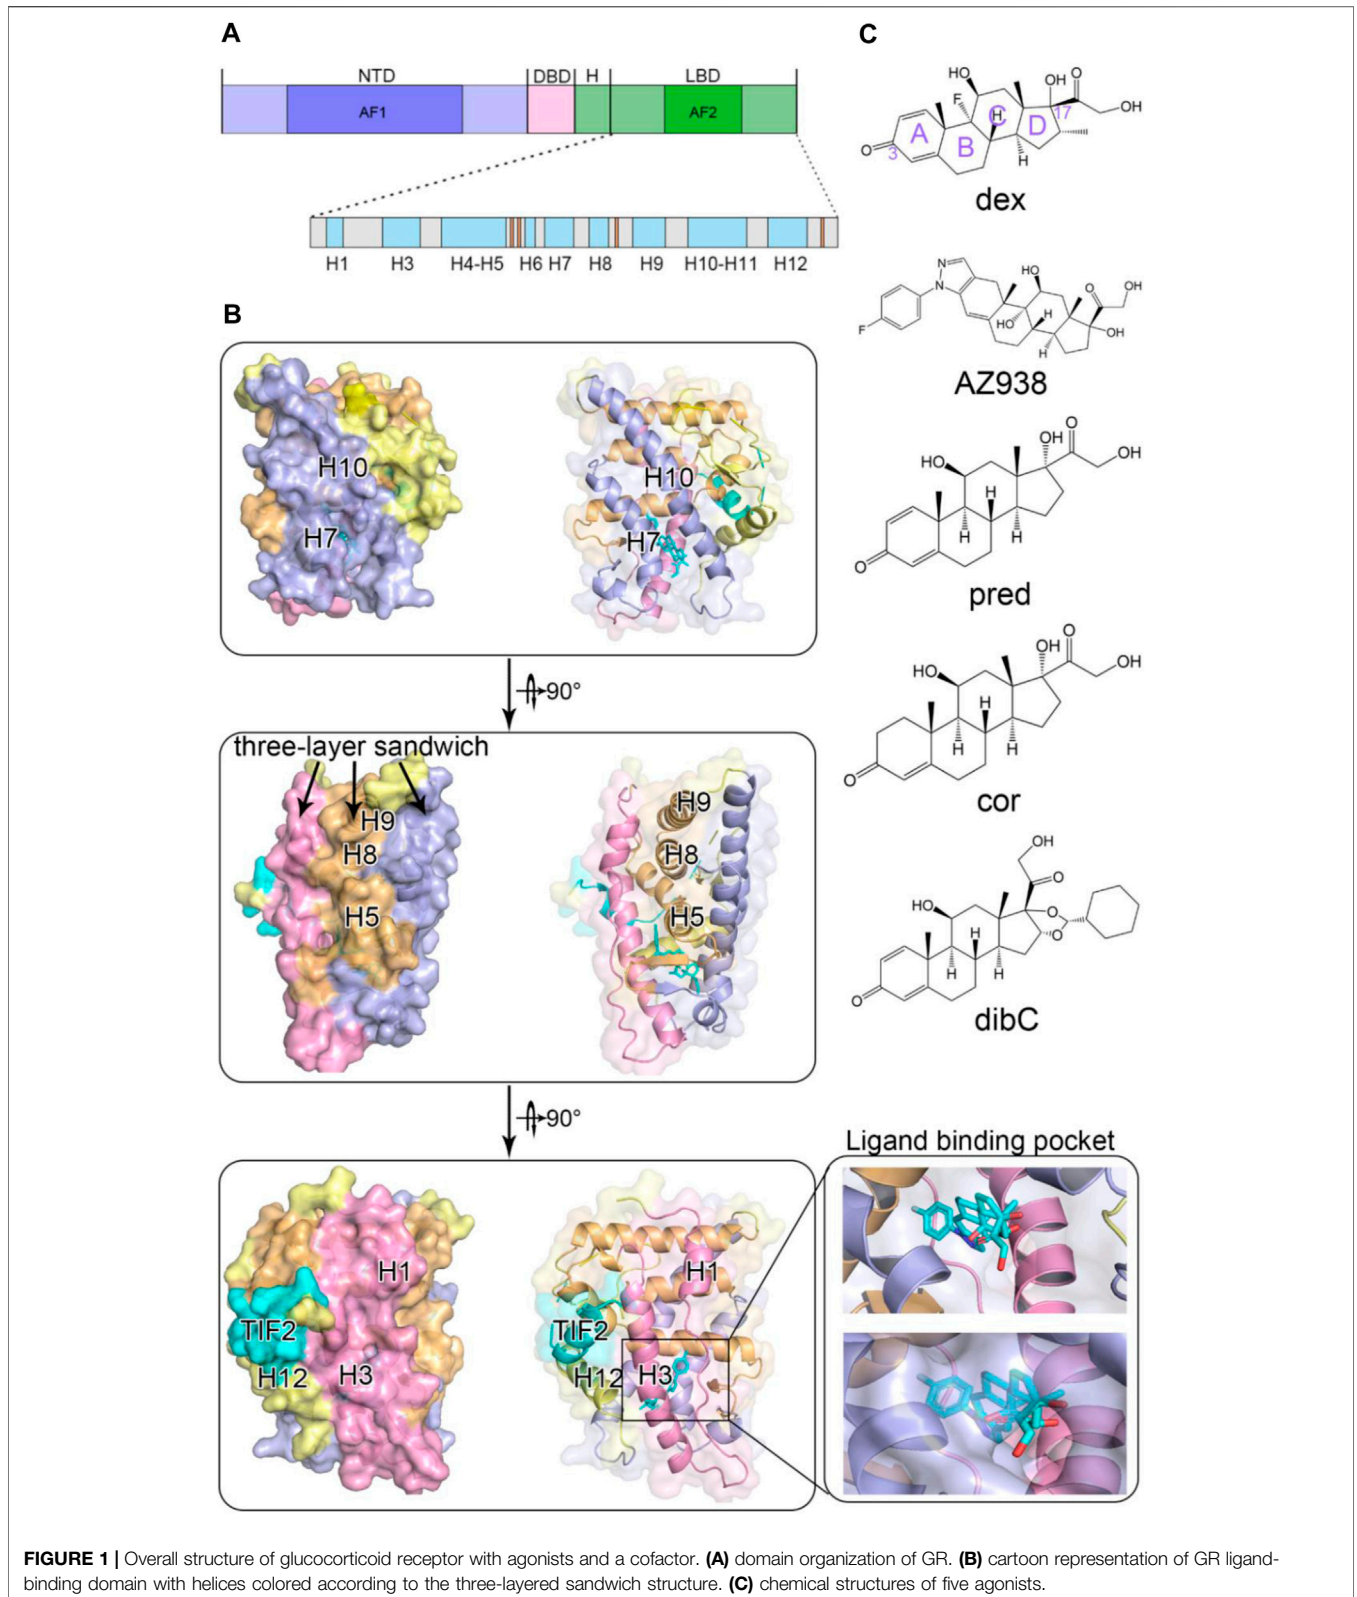 A
NTD DBD H LBD
AF1 AF2
H1 H3 H4-H5 H6 H7 H8 H9 H10-H11 H12
B
H10
H7
H10
H7
90°
three-layer sandwich
H9
H8
H5
H9
H8
H5
90°
H1
TIF2
H12 H3
H1
TIF2
H12 H3
Ligand binding pocket
C
HO OH O
F 17 OH
H
A B C D
O 3 H
dex
N HO O OH
N
HO H OH
F H
AZ938
O
OH OH
HO
H
H H
O
pred
O
OH OH
HO
H
H H
O
cor
OH
O
HO O
H O
H H
O
dibC
FIGURE 1 | Overall structure of glucocorticoid receptor with agonists and a cofactor. (A) domain organization of GR. (B) cartoon representation of GR ligand-
binding domain with helices colored according to the three-layered sandwich structure. (C) chemical structures of five agonists.